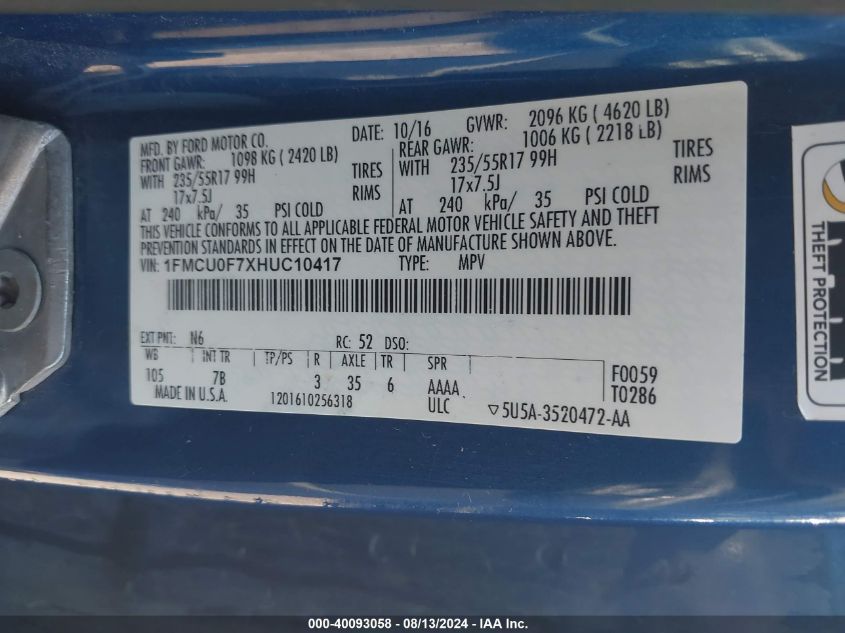 MFD. BY FORD MOTOR CO.
DATE: 10/16 GVWR: 2096 KG ( 4620 LB)
FRONT GAWR: 1098 KG ( 2420 LB)
WITH 235/55R17 99H TIRES
17x7.5J RIMS
AT 240 kPa/ 35 PSI COLD
REAR GAWR: 1006 KG ( 2218 LB)
WITH 235/55R17 99H TIRES
17x7.5J RIMS
AT 240 kPa/ 35 PSI COLD
THIS VEHICLE CONFORMS TO ALL APPLICABLE FEDERAL MOTOR VEHICLE SAFETY AND THEFT
PREVENTION STANDARDS IN EFFECT ON THE DATE OF MANUFACTURE SHOWN ABOVE.
VIN: 1FMCU0F7XHUC10417 TYPE: MPV
EXT PNT: N6 RC: 52 DSO:
WB INT TR TP/PS R AXLE TR SPR
105 7B 3 35 6 AAAA F0059
MADE IN U.S.A. 1201610256318 ULC T0286
5U5A-3520472-AA
THEFT PROTECTION
000-40093058 - 08/13/2024 - IAA Inc.